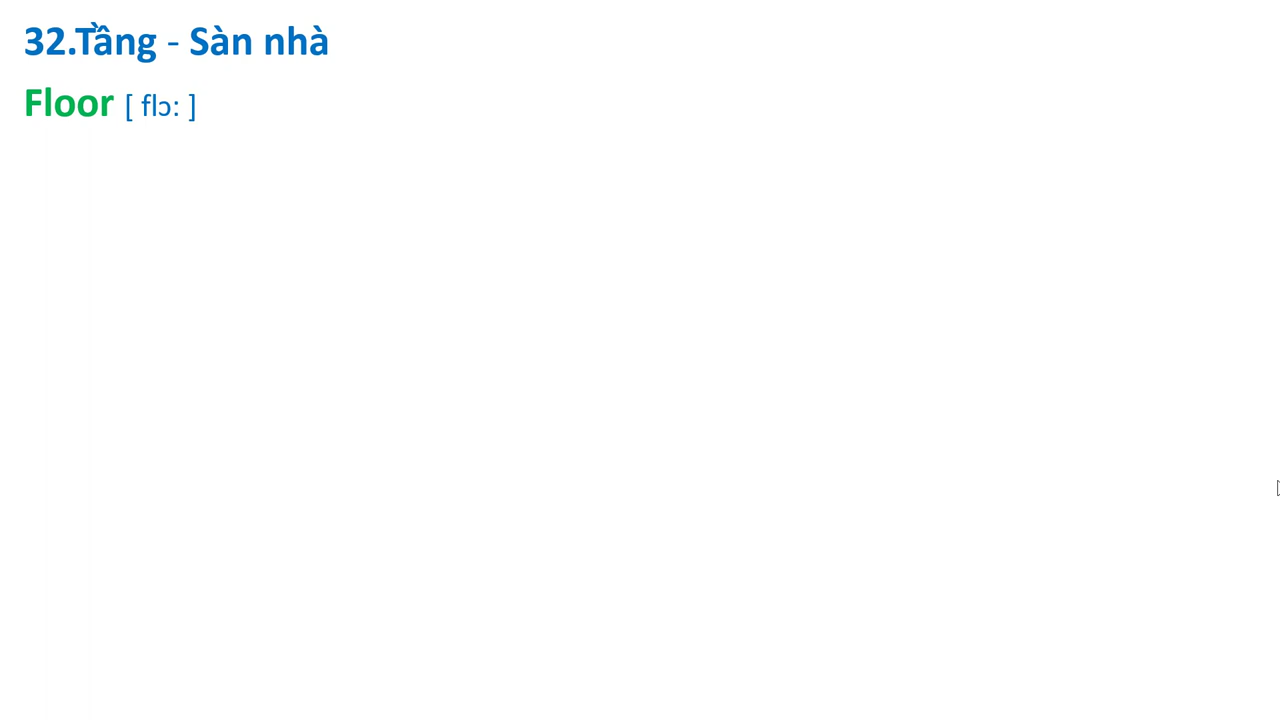 32.Tầng - Sàn nhà
Floor [ flɔ: ]